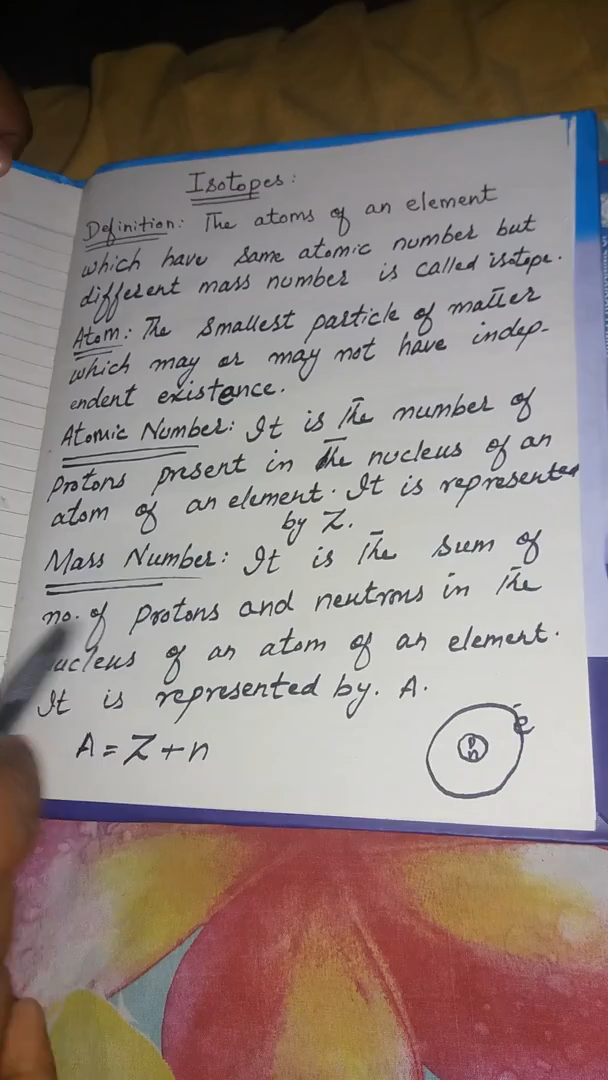 Isotopes:
Definition: The atoms of an element
which have same atomic number but
different mass number is called isotope.
Atom: The smallest particle of matter
which may or may not have indep-
endent existence.
Atomic Number: It is the number of
protons present in the nucleus of an
atom of an element. It is represented
by Z.
Mass Number: It is the sum of
no. of protons and neutrons in the
nucleus of an atom of an element.
It is represented by. A.
A = Z + n
e
p
n